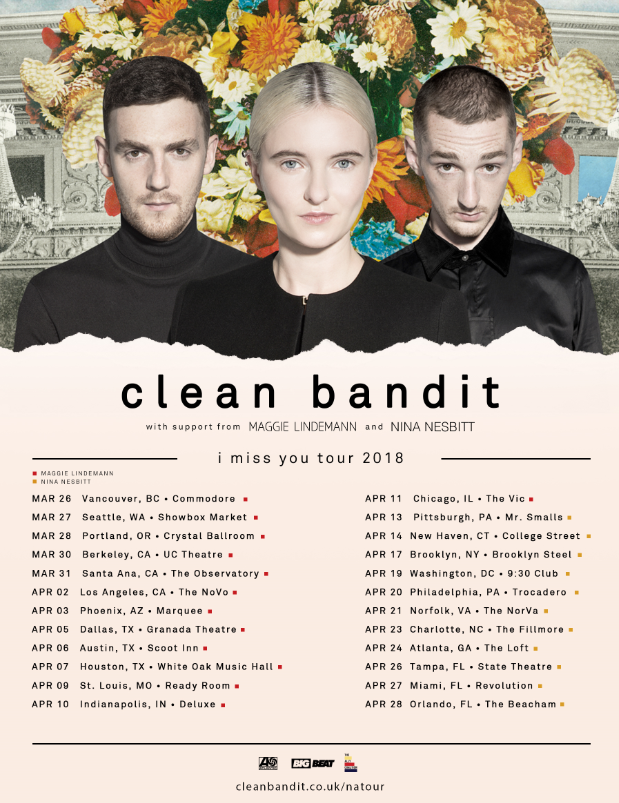 clean bandit
with support from MAGGIE LINDEMANN and NINA NESBITT
i miss you tour 2018
MAGGIE LINDEMANN
NINA NESBITT
MAR 26 Vancouver, BC • Commodore
MAR 27 Seattle, WA • Showbox Market
MAR 28 Portland, OR • Crystal Ballroom
MAR 30 Berkeley, CA • UC Theatre
MAR 31 Santa Ana, CA • The Observatory
APR 02 Los Angeles, CA • The NoVo
APR 03 Phoenix, AZ • Marquee
APR 05 Dallas, TX • Granada Theatre
APR 06 Austin, TX • Scoot Inn
APR 07 Houston, TX • White Oak Music Hall
APR 09 St. Louis, MO • Ready Room
APR 10 Indianapolis, IN • Deluxe
APR 11 Chicago, IL • The Vic
APR 13 Pittsburgh, PA • Mr. Smalls
APR 14 New Haven, CT • College Street
APR 17 Brooklyn, NY • Brooklyn Steel
APR 19 Washington, DC • 9:30 Club
APR 20 Philadelphia, PA • Trocadero
APR 21 Norfolk, VA • The NorVa
APR 23 Charlotte, NC • The Fillmore
APR 24 Atlanta, GA • The Loft
APR 26 Tampa, FL • State Theatre
APR 27 Miami, FL • Revolution
APR 28 Orlando, FL • The Beacham
BIG BEAT
cleanbandit.co.uk/natour